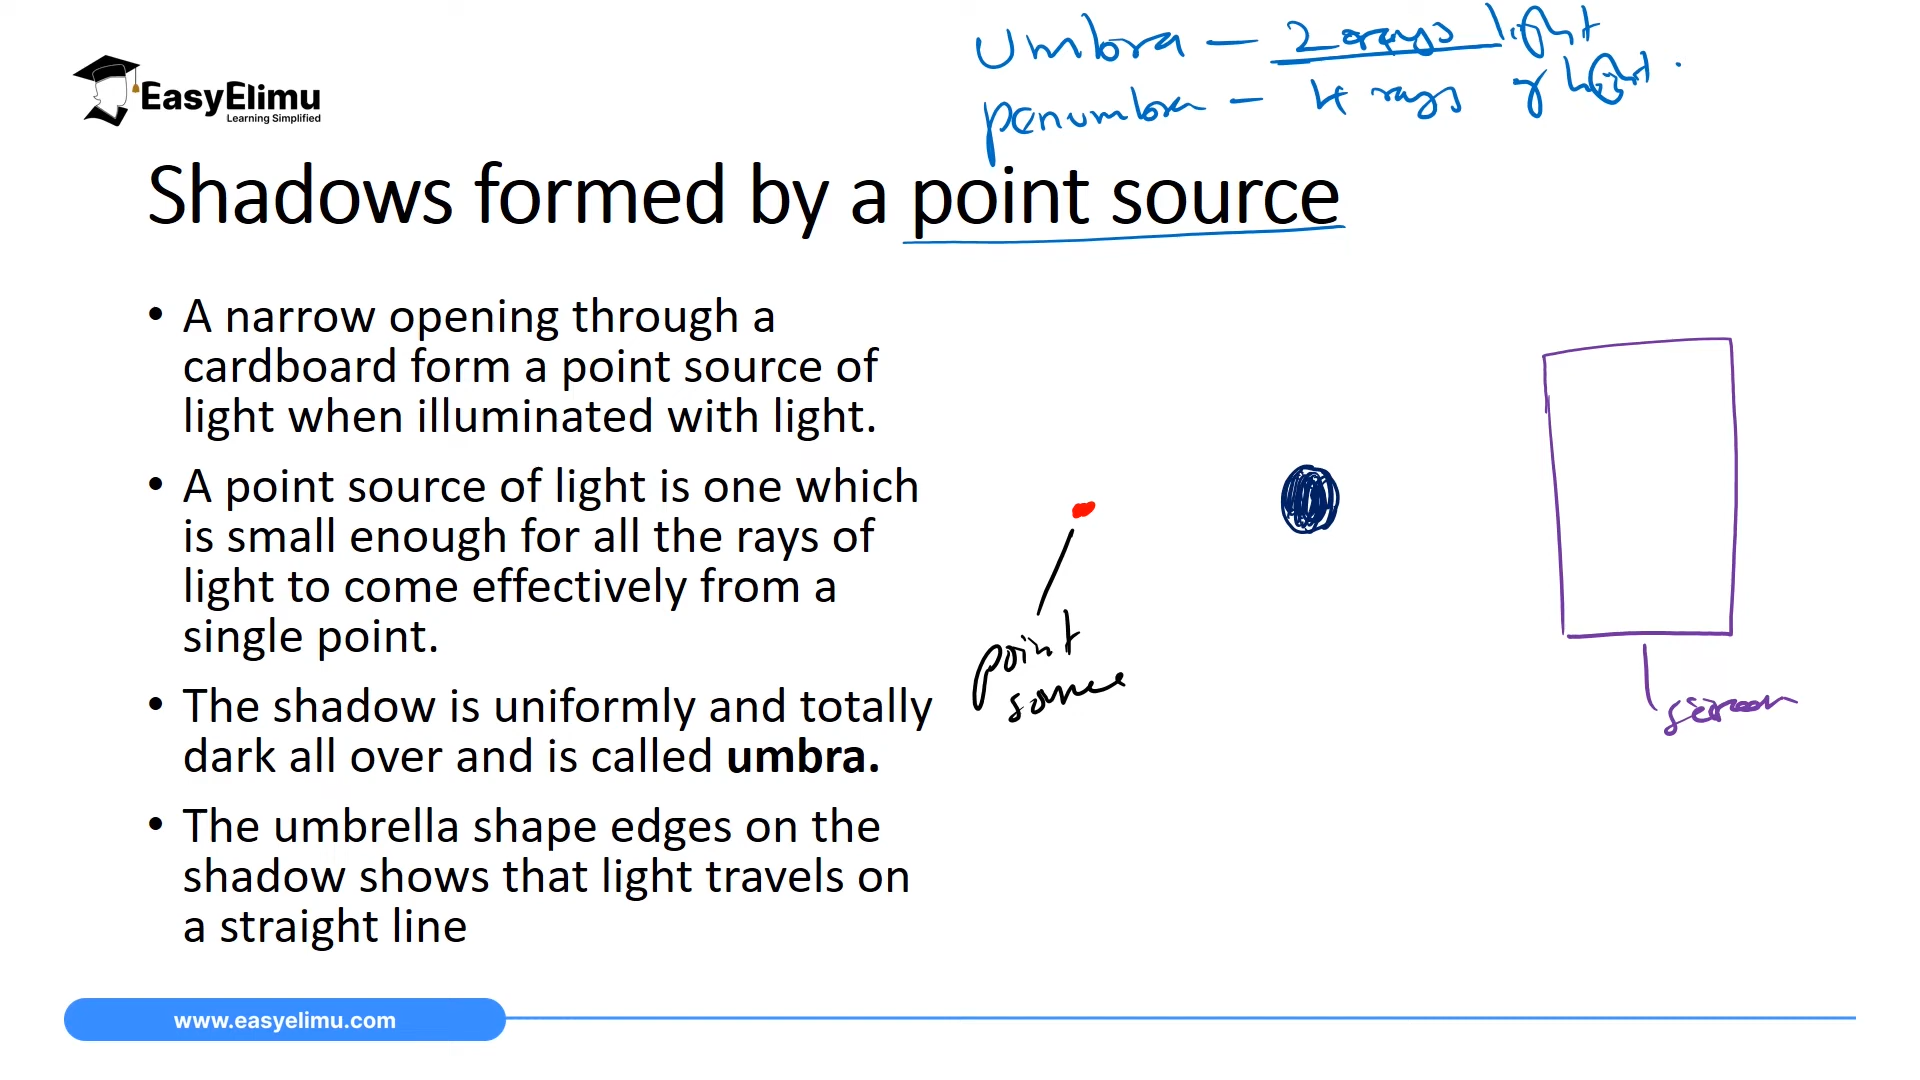 umbra – 2 rays light
penumbra – 4 rays of light.
EasyElimu
Learning Simplified
Shadows formed by a point source
• A narrow opening through a
cardboard form a point source of
light when illuminated with light.
• A point source of light is one which
is small enough for all the rays of
light to come effectively from a
single point.
• The shadow is uniformly and totally
dark all over and is called umbra.
• The umbrella shape edges on the
shadow shows that light travels on
a straight line
point
source
screen
www.easyelimu.com